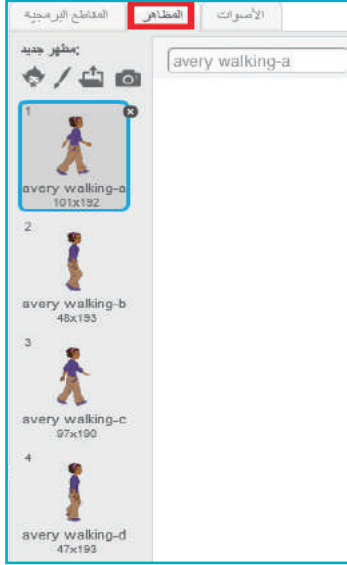 المقاطع البرمجية المظاهر الأصوات
مظهر جديد:
avery walking-a
1
avery walking-a
101x192
2
avery walking-b
48x193
3
avery walking-c
97x190
4
avery walking-d
47x193